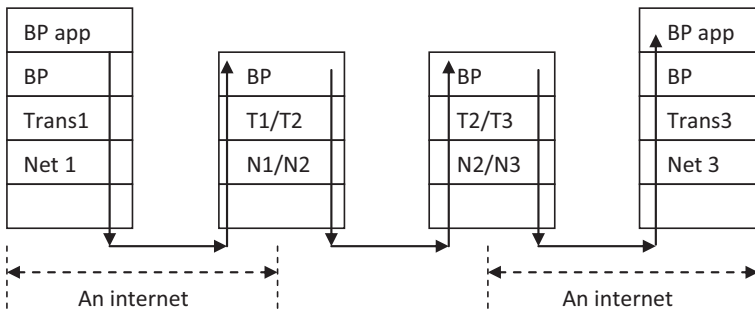 BP app
BP
Trans1
Net 1
BP
T1/T2
N1/N2
BP
T2/T3
N2/N3
BP app
BP
Trans3
Net 3
An internet
An internet